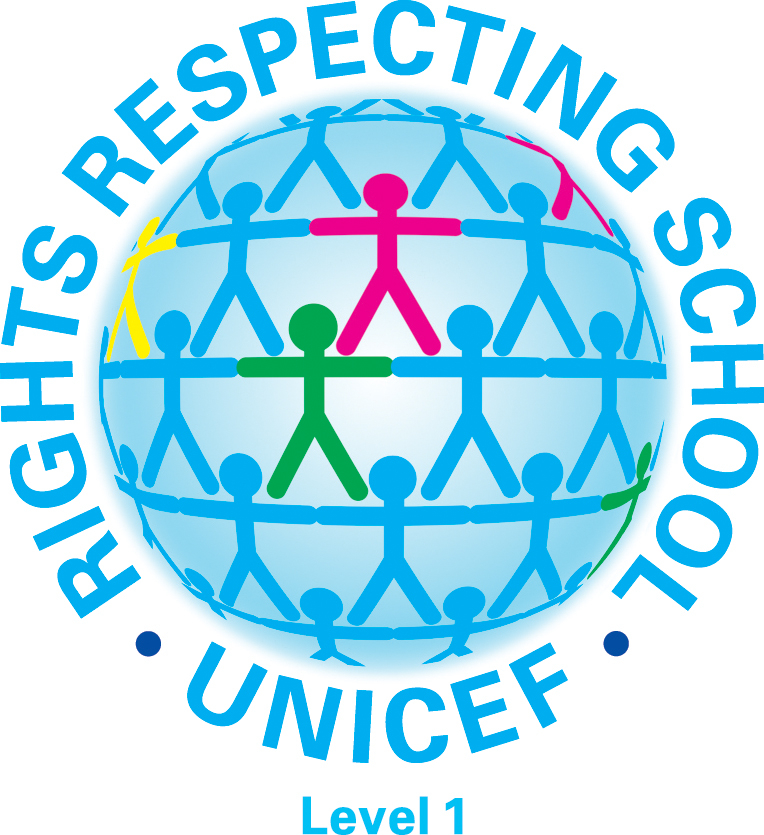 RIGHTS RESPECTING SCHOOL
• UNICEF •
Level 1